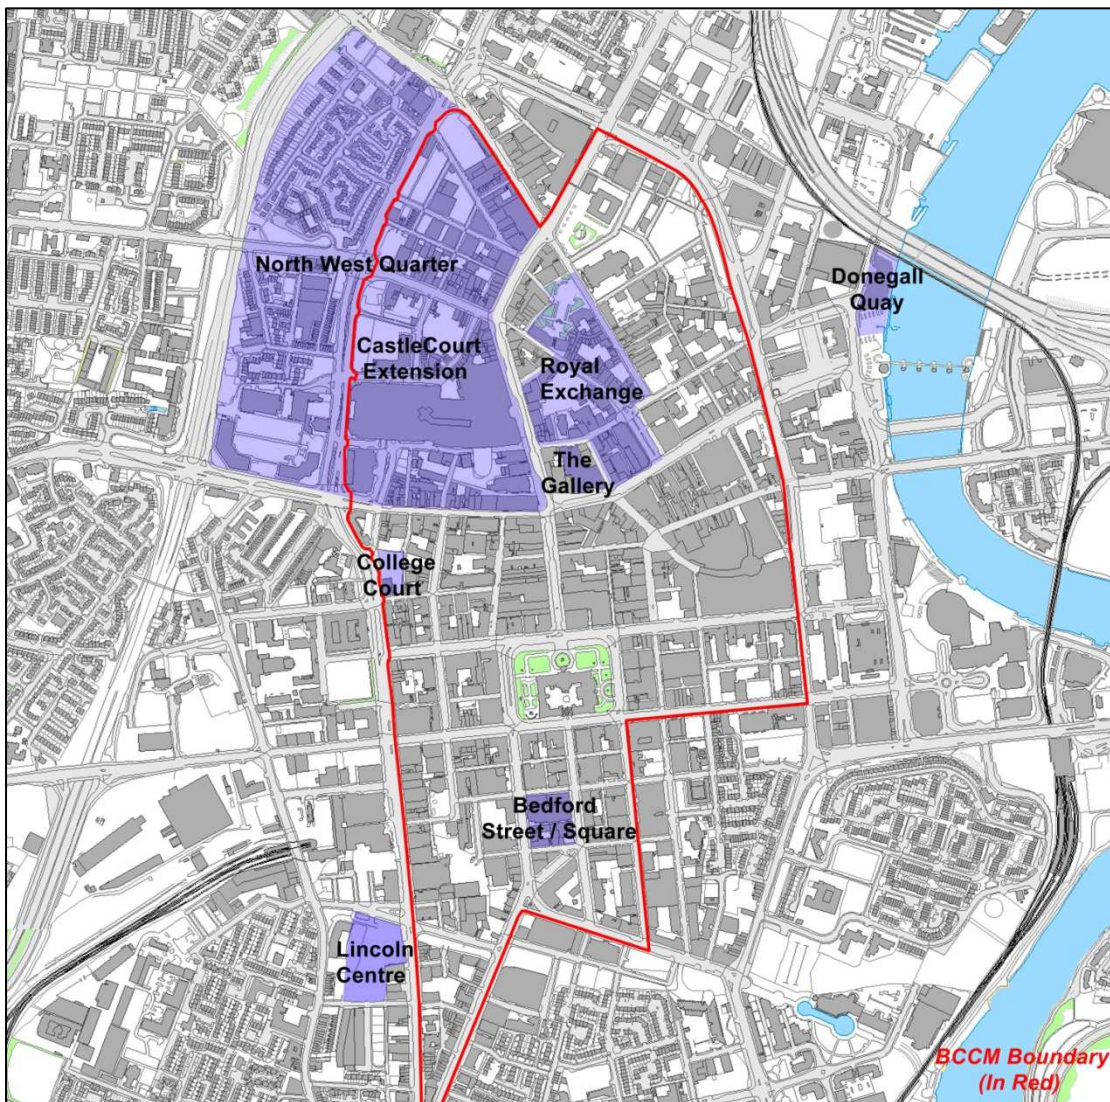 North West Quarter
Donegall
Quay
CastleCourt
Extension
Royal
Exchange
The
Gallery
College
Court
Bedford
Street / Square
Lincoln
Centre
BCCM Boundary
(In Red)